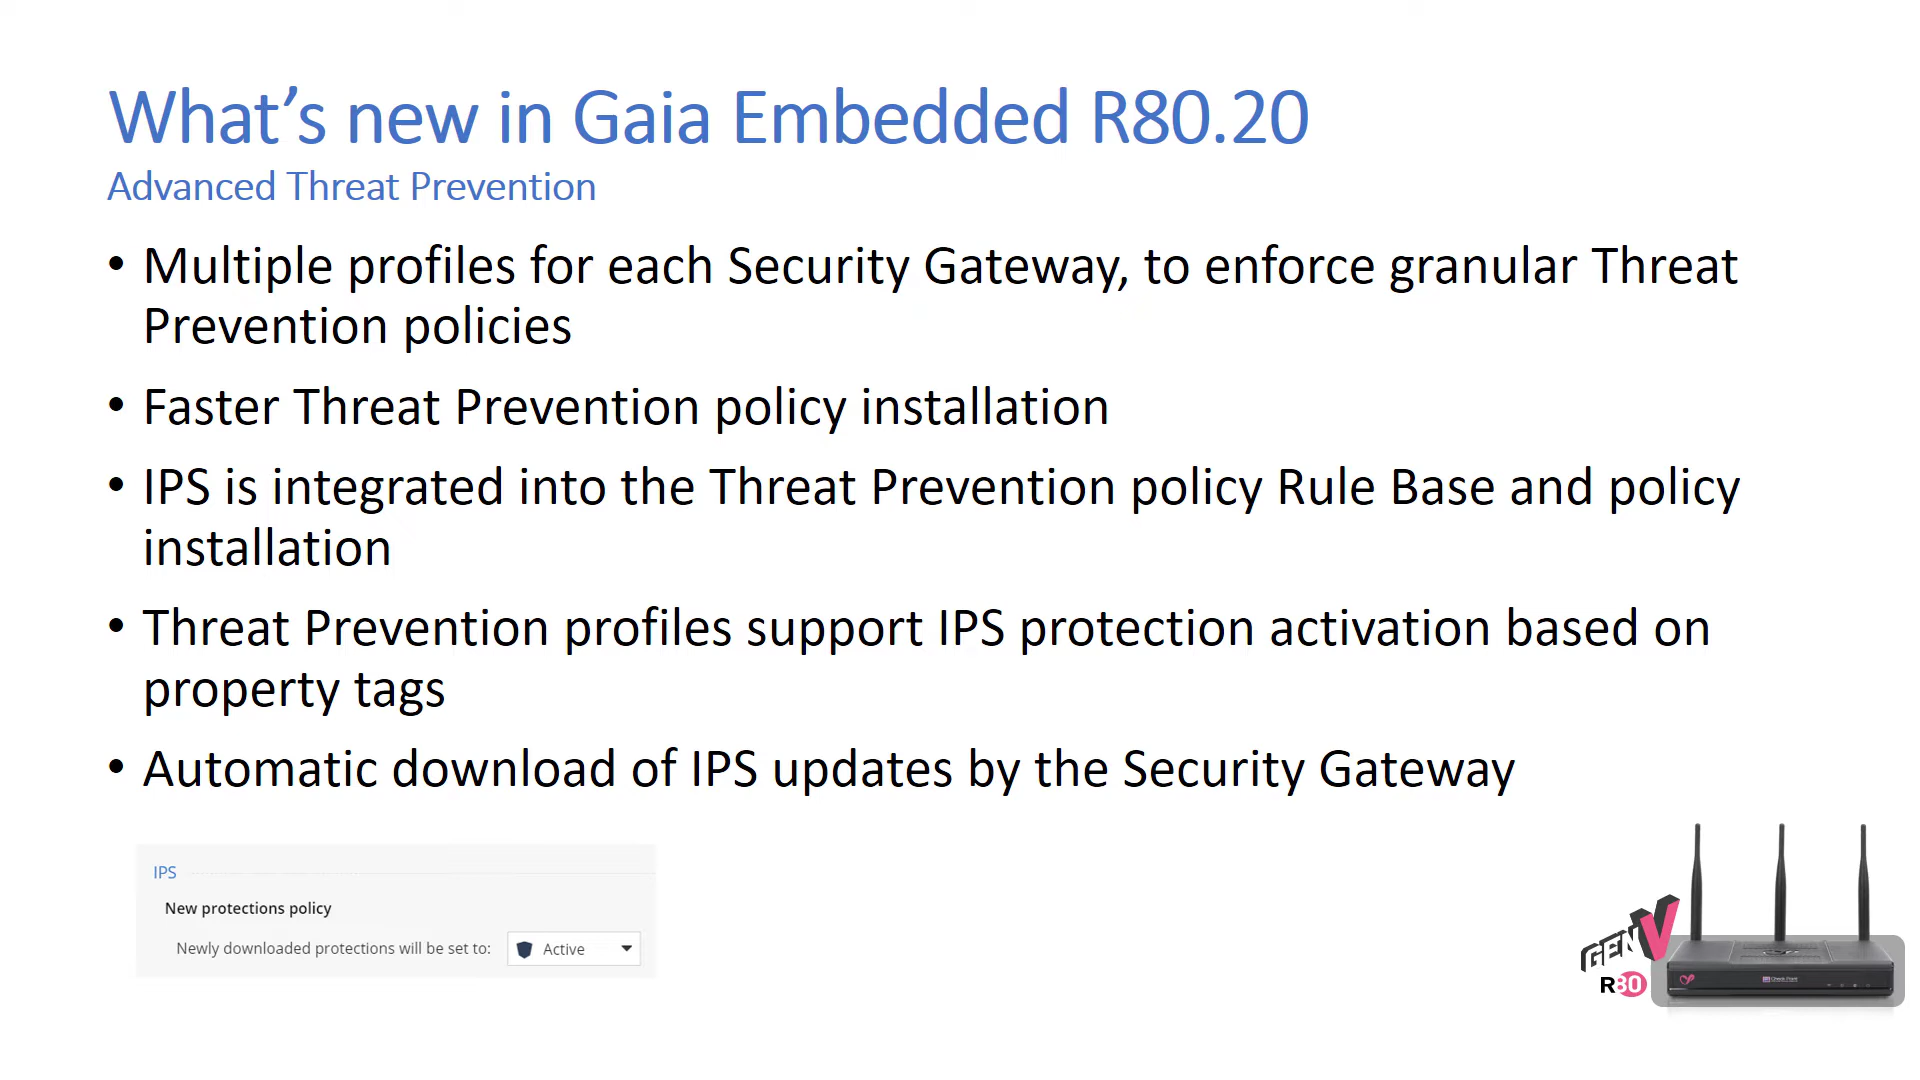 What’s new in Gaia Embedded R80.20
Advanced Threat Prevention
• Multiple profiles for each Security Gateway, to enforce granular Threat
Prevention policies
• Faster Threat Prevention policy installation
• IPS is integrated into the Threat Prevention policy Rule Base and policy
installation
• Threat Prevention profiles support IPS protection activation based on
property tags
• Automatic download of IPS updates by the Security Gateway
IPS
New protections policy
Newly downloaded protections will be set to: Active
GEN V
R80
Check Point